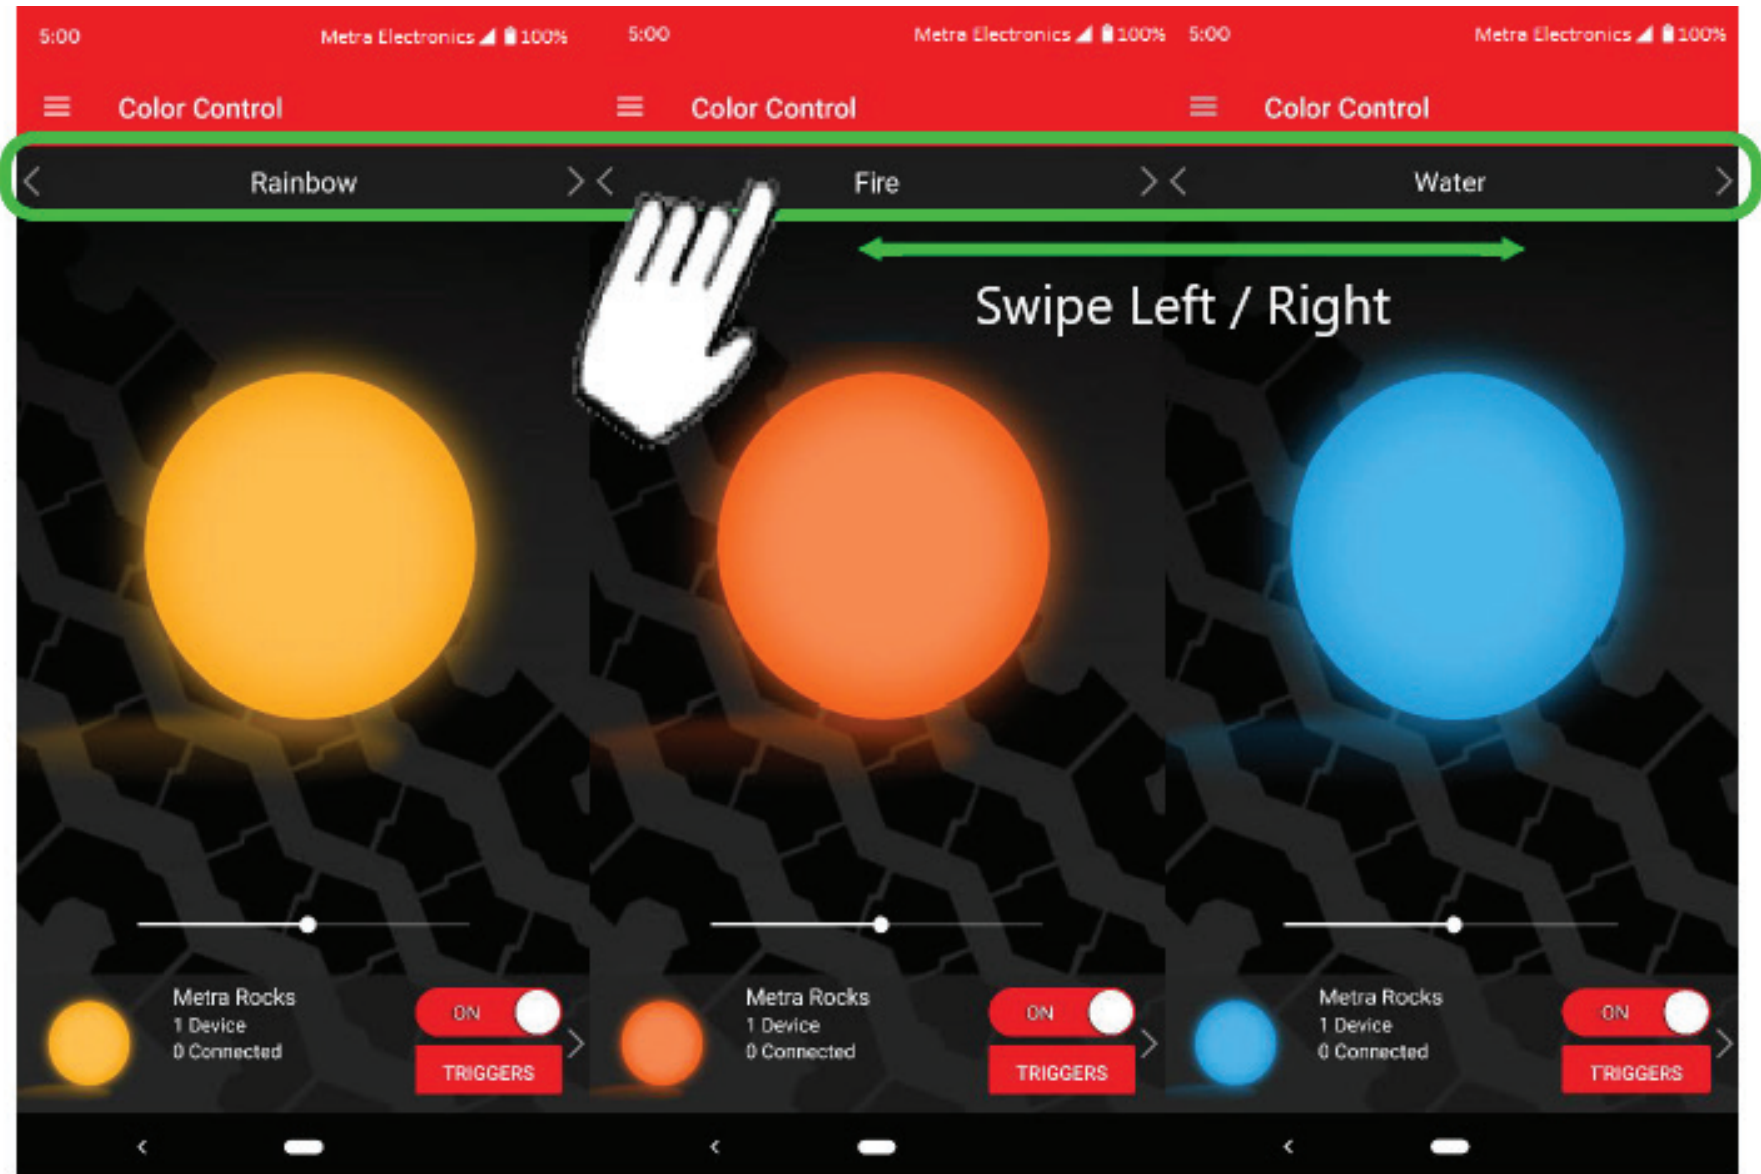 5:00 Metra Electronics 100%
Color Control
Rainbow
Metra Rocks
1 Device
0 Connected
ON
TRIGGERS
5:00 Metra Electronics 100%
Color Control
Fire
Swipe Left / Right
Metra Rocks
1 Device
0 Connected
ON
TRIGGERS
5:00 Metra Electronics 100%
Color Control
Water
Metra Rocks
1 Device
0 Connected
ON
TRIGGERS